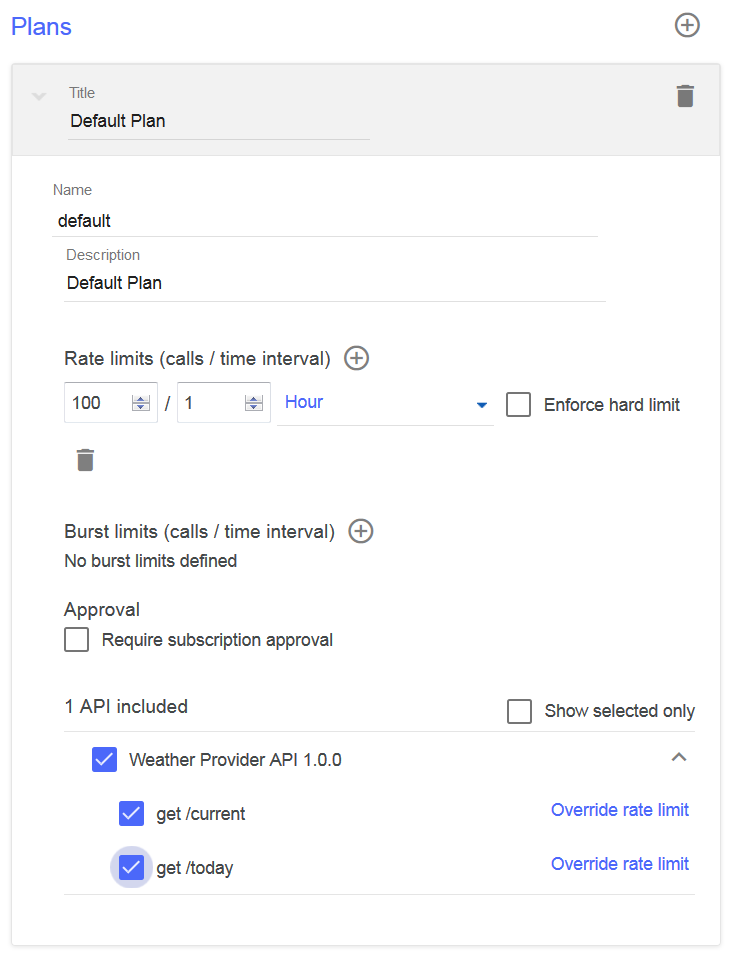 Plans
Title
Default Plan
Name
default
Description
Default Plan
Rate limits (calls / time interval)
100 / 1 Hour Enforce hard limit
Burst limits (calls / time interval)
No burst limits defined
Approval
Require subscription approval
1 API included Show selected only
Weather Provider API 1.0.0
get /current Override rate limit
get /today Override rate limit